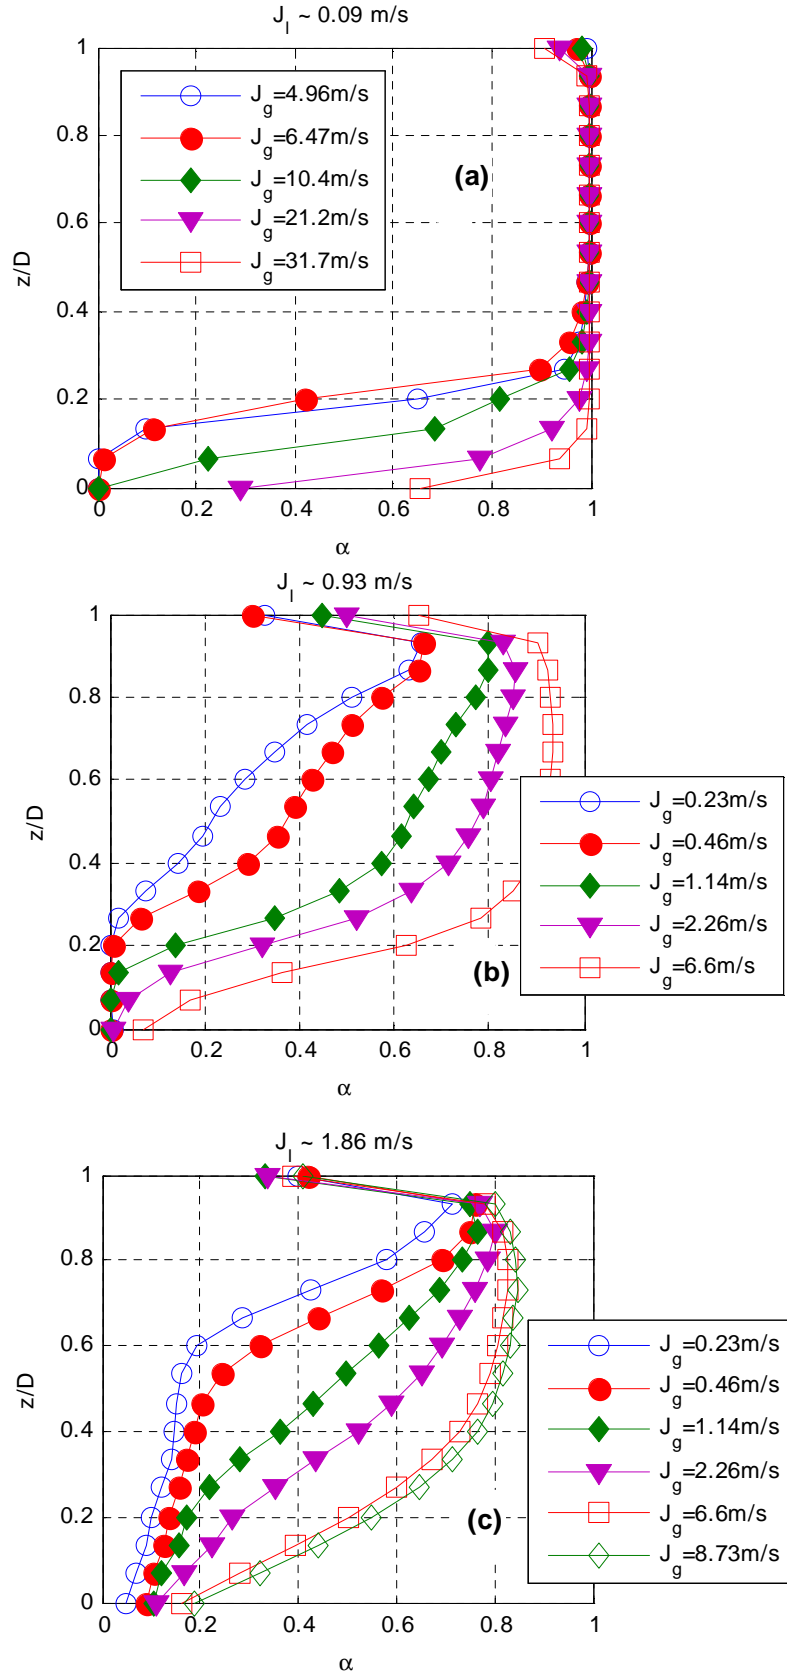 J_l ~ 0.09 m/s
1
0.8
0.6
0.4
0.2
0
z/D
J_g=4.96m/s
J_g=6.47m/s
J_g=10.4m/s
J_g=21.2m/s
J_g=31.7m/s
(a)
0 0.2 0.4 0.6 0.8 1
α
J_l ~ 0.93 m/s
1
0.8
0.6
0.4
0.2
0
z/D
J_g=0.23m/s
J_g=0.46m/s
J_g=1.14m/s
J_g=2.26m/s
J_g=6.6m/s
(b)
0 0.2 0.4 0.6 0.8 1
α
J_l ~ 1.86 m/s
1
0.8
0.6
0.4
0.2
0
z/D
J_g=0.23m/s
J_g=0.46m/s
J_g=1.14m/s
J_g=2.26m/s
J_g=6.6m/s
J_g=8.73m/s
(c)
0 0.2 0.4 0.6 0.8 1
α